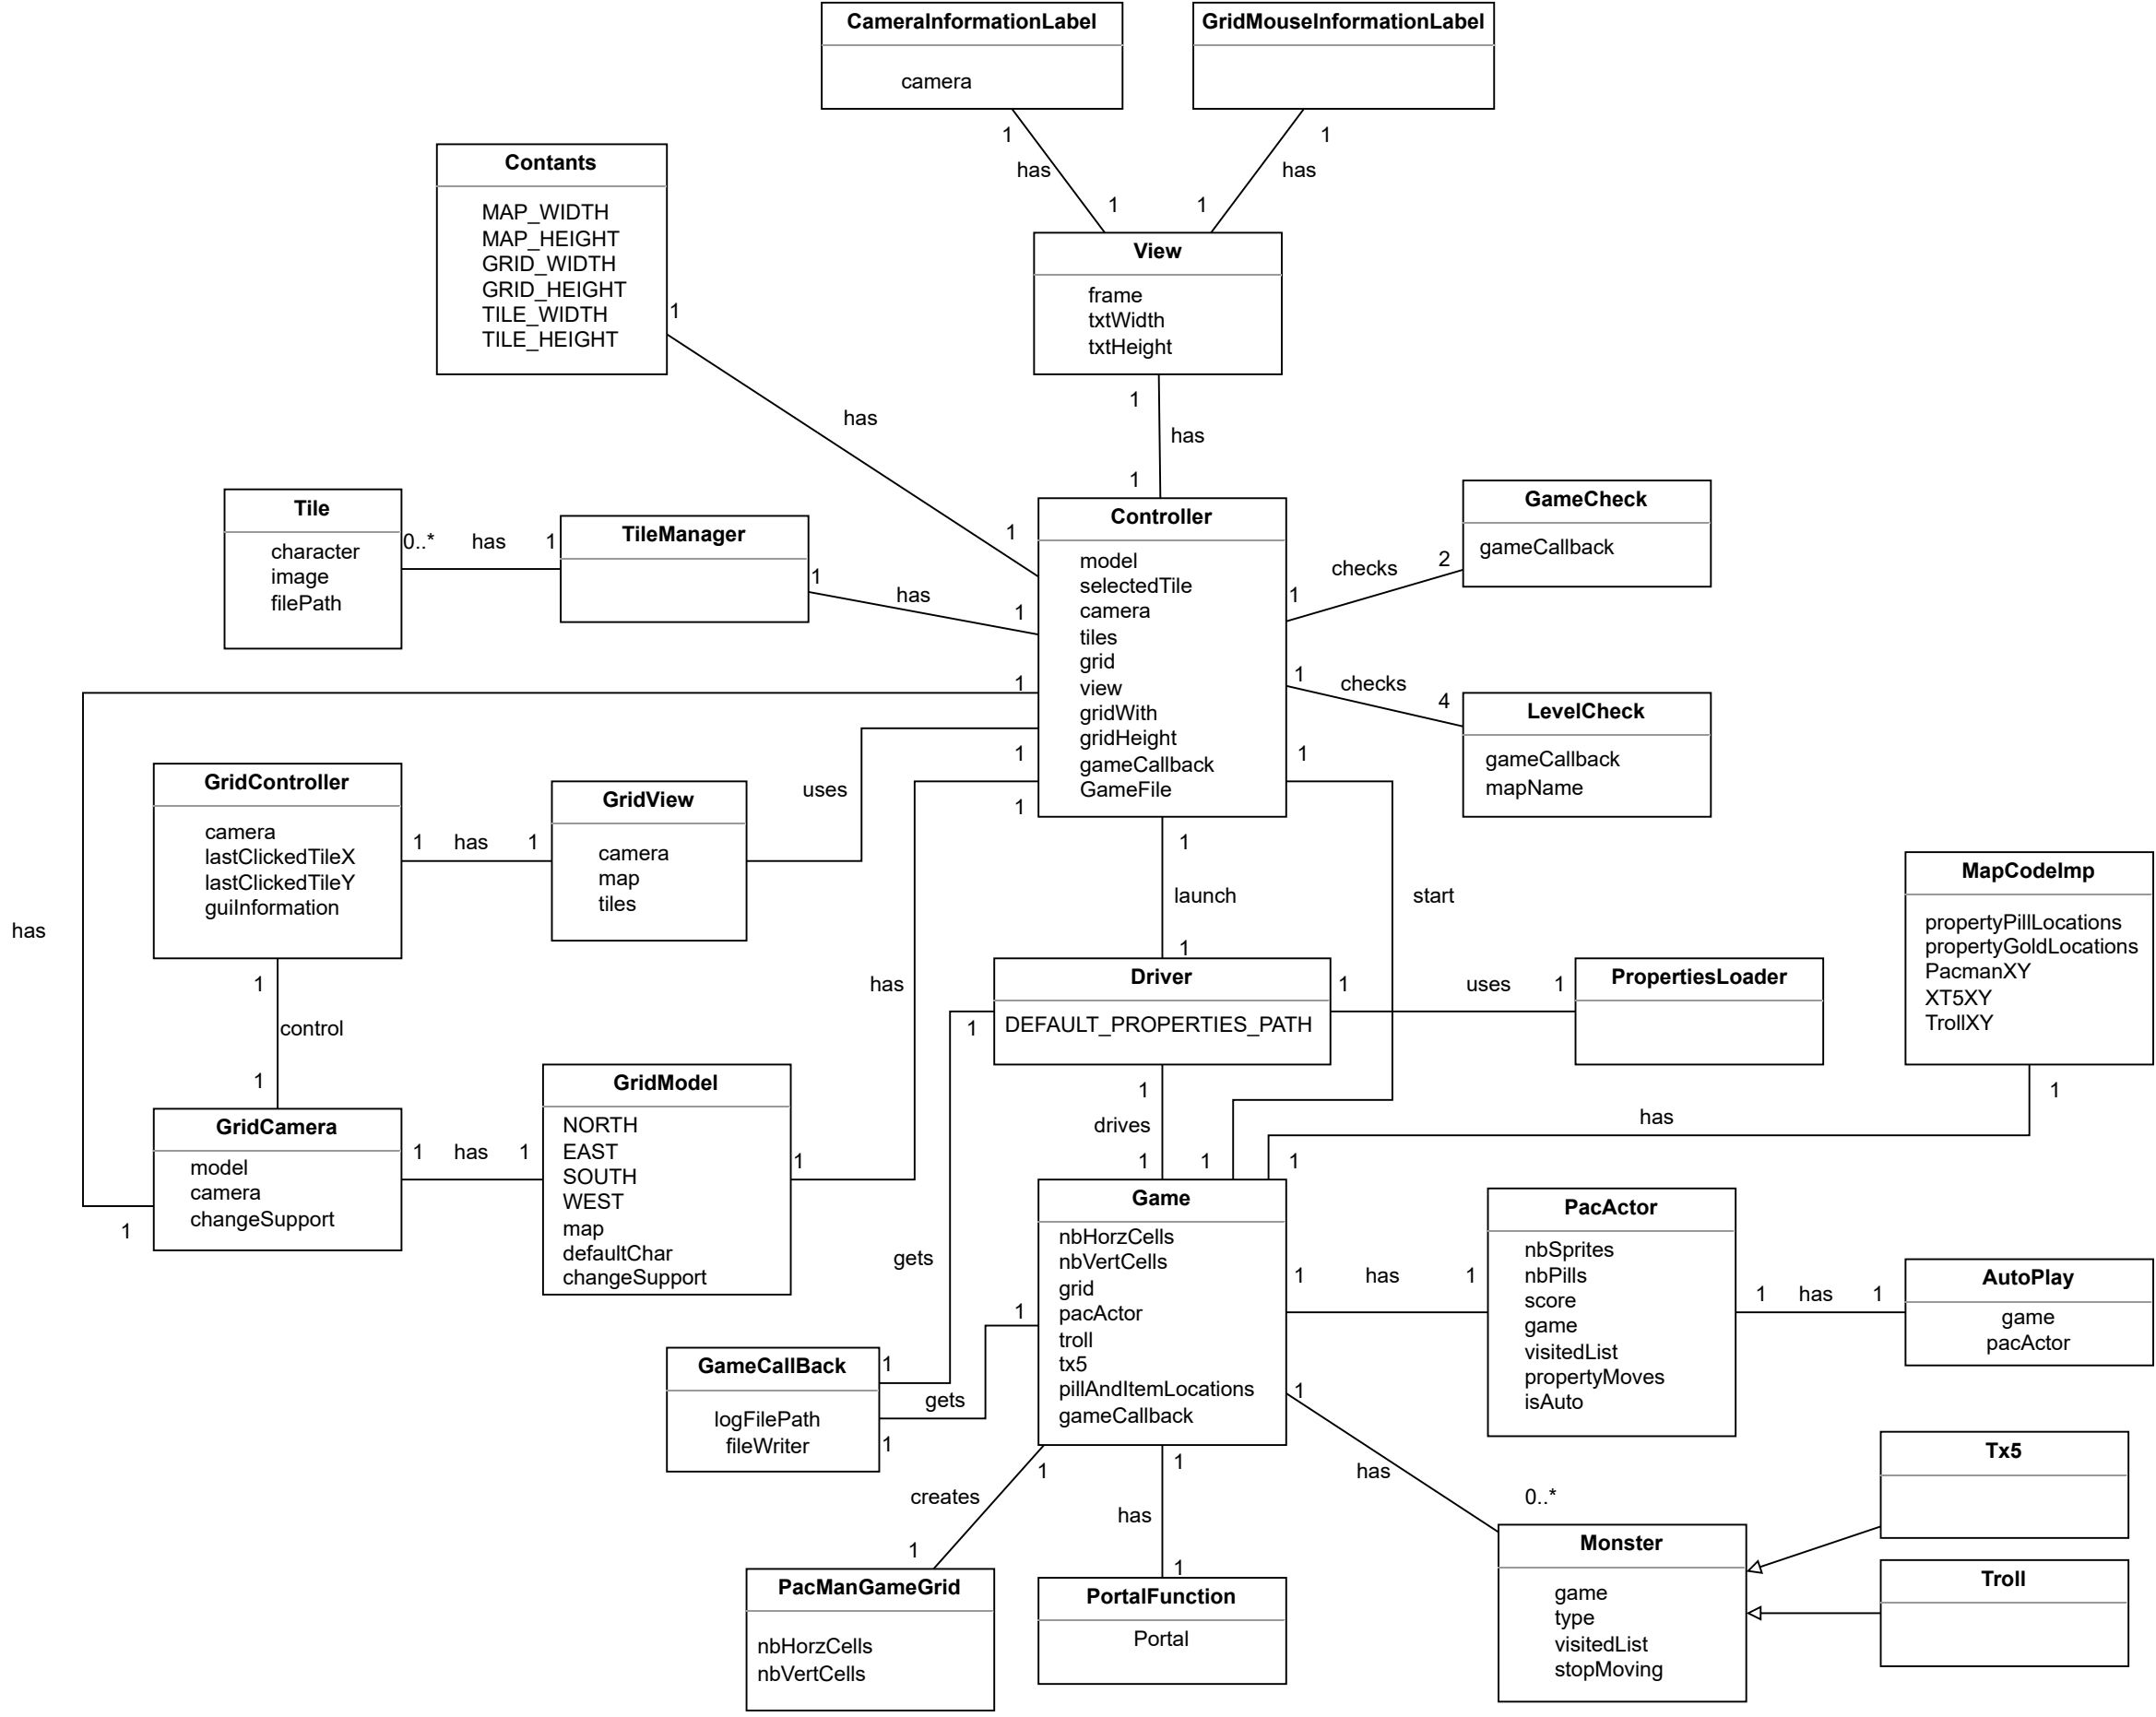 CameraInformationLabel
camera
GridMouseInformationLabel
1
has
1
1
has
1
Contants
MAP_WIDTH
MAP_HEIGHT
GRID_WIDTH
GRID_HEIGHT
TILE_WIDTH
TILE_HEIGHT
1
has
1
View
frame
txtWidth
txtHeight
1
has
1
Tile
character
image
filePath
0..*
has
1
TileManager
1
has
1
Controller
model
selectedTile
camera
tiles
grid
view
gridWith
gridHeight
gameCallback
GameFile
GameCheck
gameCallback
1
checks
2
LevelCheck
gameCallback
mapName
1
checks
4
1
has
1
1
uses
1
has
1
1
start
1
GridController
camera
lastClickedTileX
lastClickedTileY
guiInformation
1
has
1
GridView
camera
map
tiles
1
launch
1
MapCodeImp
propertyPillLocations
propertyGoldLocations
PacmanXY
XT5XY
TrollXY
1
has
1
1
control
1
Driver
DEFAULT_PROPERTIES_PATH
1
uses
1
PropertiesLoader
GridCamera
model
camera
changeSupport
1
has
1
GridModel
NORTH
EAST
SOUTH
WEST
map
defaultChar
changeSupport
1
drives
1
1
gets
1
Game
nbHorzCells
nbVertCells
grid
pacActor
troll
tx5
pillAndItemLocations
gameCallback
1
has
1
PacActor
nbSprites
nbPills
score
game
visitedList
propertyMoves
isAuto
1
has
1
AutoPlay
game
pacActor
GameCallBack
logFilePath
fileWriter
1
gets
1
1
creates
1
1
has
1
1
has
0..*
PacManGameGrid
nbHorzCells
nbVertCells
PortalFunction
Portal
Monster
game
type
visitedList
stopMoving
Tx5
Troll